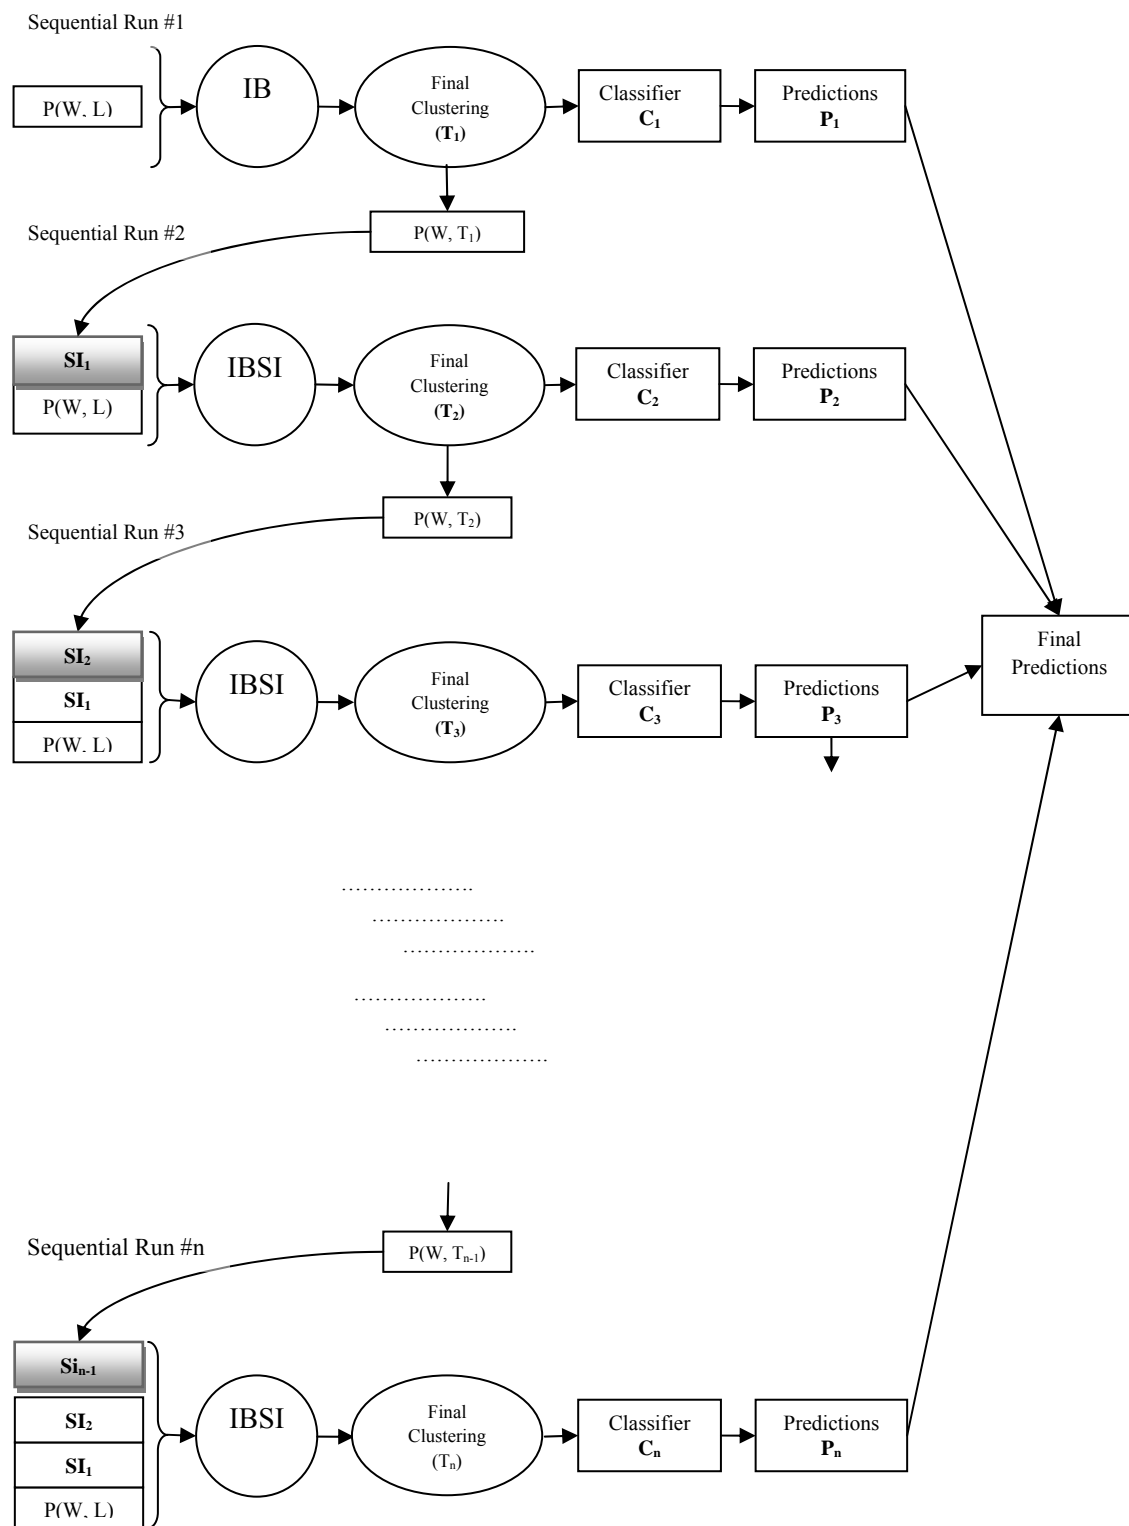 Sequential Run #1
P(W, L)
IB
Final
Clustering
(T₁)
Classifier
C₁
Predictions
P₁
P(W, T₁)
Sequential Run #2
SI₁
P(W, L)
IBSI
Final
Clustering
(T₂)
Classifier
C₂
Predictions
P₂
P(W, T₂)
Sequential Run #3
SI₂
SI₁
P(W, L)
IBSI
Final
Clustering
(T₃)
Classifier
C₃
Predictions
P₃
Final
Predictions
...................
...................
...................
...................
...................
...................
P(W, Tₙ₋₁)
Sequential Run #n
Siₙ₋₁
SI₂
SI₁
P(W, L)
IBSI
Final
Clustering
(Tₙ)
Classifier
Cₙ
Predictions
Pₙ